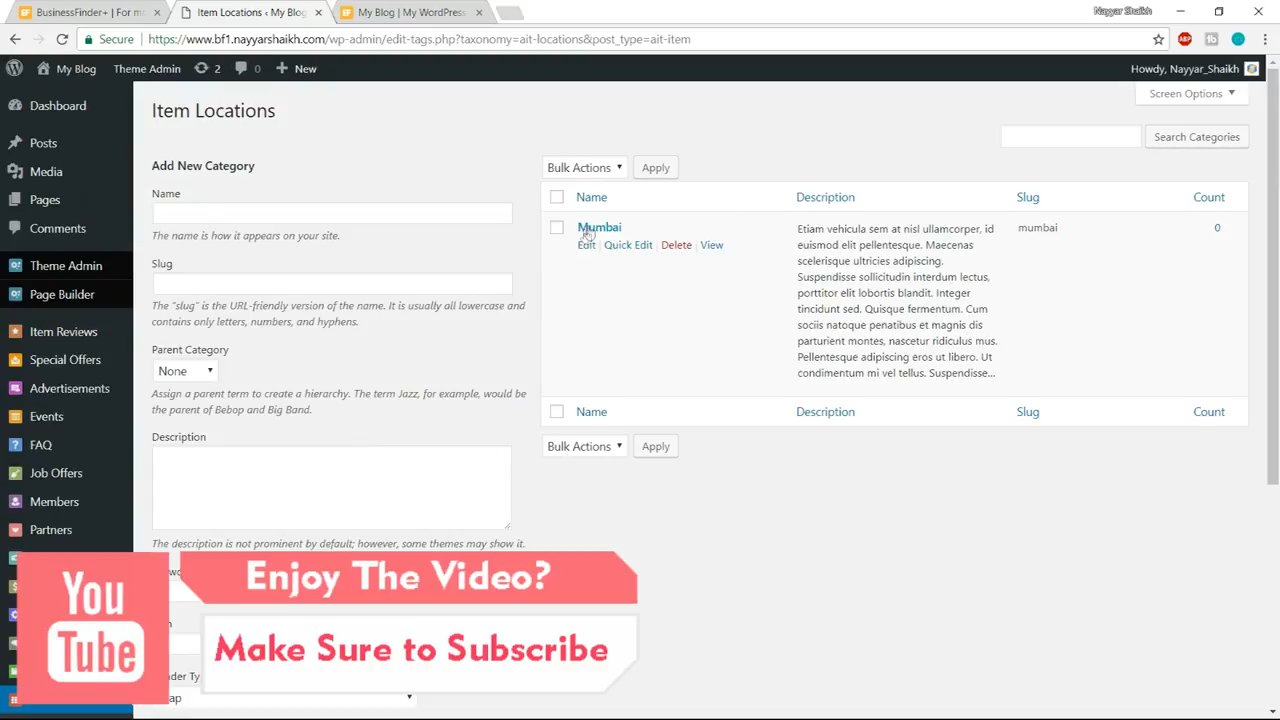 BusinessFinder+ | For mo
Item Locations ‹ My Blog
My Blog | My WordPress
Nayyar Shaikh
Secure
https://www.bf1.nayyarshaikh.com/wp-admin/edit-tags.php?taxonomy=ait-locations&post_type=ait-item
My Blog
Theme Admin
2
0
New
Howdy, Nayyar_Shaikh
Dashboard
Posts
Media
Pages
Comments
Theme Admin
Page Builder
Item Reviews
Special Offers
Advertisements
Events
FAQ
Job Offers
Members
Partners
Screen Options
Item Locations
Search Categories
Add New Category
Name
The name is how it appears on your site.
Slug
The "slug" is the URL-friendly version of the name. It is usually all lowercase and
contains only letters, numbers, and hyphens.
Parent Category
None
Assign a parent term to create a hierarchy. The term Jazz, for example, would be
the parent of Bebop and Big Band.
Description
The description is not prominent by default; however, some themes may show it.
Bulk Actions
Apply
Name Description Slug Count
Mumbai
Edit | Quick Edit | Delete | View
Etiam vehicula sem at nisl ullamcorper, id
euismod elit pellentesque. Maecenas
scelerisque ultricies adipiscing.
Suspendisse sollicitudin interdum lectus,
porttitor elit lobortis blandit. Integer
tincidunt sed. Quisque fermentum. Cum
sociis natoque penatibus et magnis dis
parturient montes, nascetur ridiculus mus.
Pellentesque adipiscing eros ut libero. Ut
condimentum mi vel tellus. Suspendisse...
mumbai
0
Name Description Slug Count
Bulk Actions
Apply
You
Tube
Enjoy The Video?
Make Sure to Subscribe